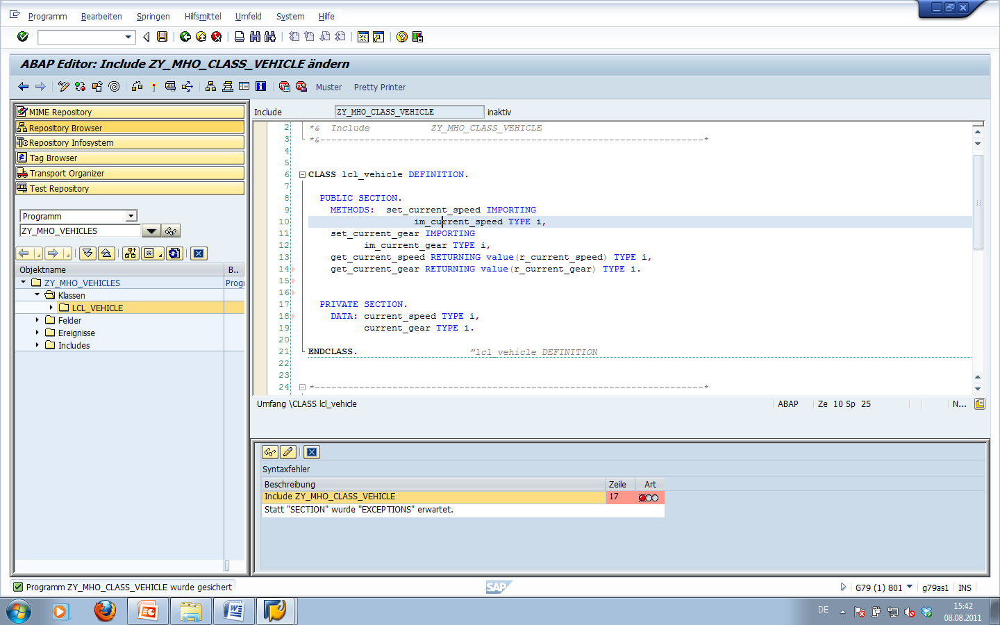 Programm Bearbeiten Springen Hilfsmittel Umfeld System Hilfe
ABAP Editor: Include ZY_MHO_CLASS_VEHICLE ändern
Muster Pretty Printer
MIME Repository
Repository Browser
Repository Infosystem
Tag Browser
Transport Organizer
Test Repository
Programm
ZY_MHO_VEHICLES
Objektname B..
ZY_MHO_VEHICLES Progr
Klassen
LCL_VEHICLE
Felder
Ereignisse
Includes
Include ZY_MHO_CLASS_VEHICLE inaktiv
2 *& Include ZY_MHO_CLASS_VEHICLE
3 *&---------------------------------------------------------------------*
4
5
6 CLASS lcl_vehicle DEFINITION.
7
8 PUBLIC SECTION.
9 METHODS: set_current_speed IMPORTING
10 im_current_speed TYPE i,
11 set_current_gear IMPORTING
12 im_current_gear TYPE i,
13 get_current_speed RETURNING value(r_current_speed) TYPE i,
14 get_current_gear RETURNING value(r_current_gear) TYPE i.
15
16
17 PRIVATE SECTION.
18 DATA: current_speed TYPE i,
19 current_gear TYPE i.
20
21 ENDCLASS. "lcl_vehicle DEFINITION
22
23
24 *----------------------------------------------------------------------*
Umfang \CLASS lcl_vehicle ABAP Ze 10 Sp 25 N...
Syntaxfehler
Beschreibung Zeile Art
Include ZY_MHO_CLASS_VEHICLE 17
Statt "SECTION" wurde "EXCEPTIONS" erwartet.
Programm ZY_MHO_CLASS_VEHICLE wurde gesichert SAP G79 (1) 801 g79as1 INS
DE 15:42
08.08.2011